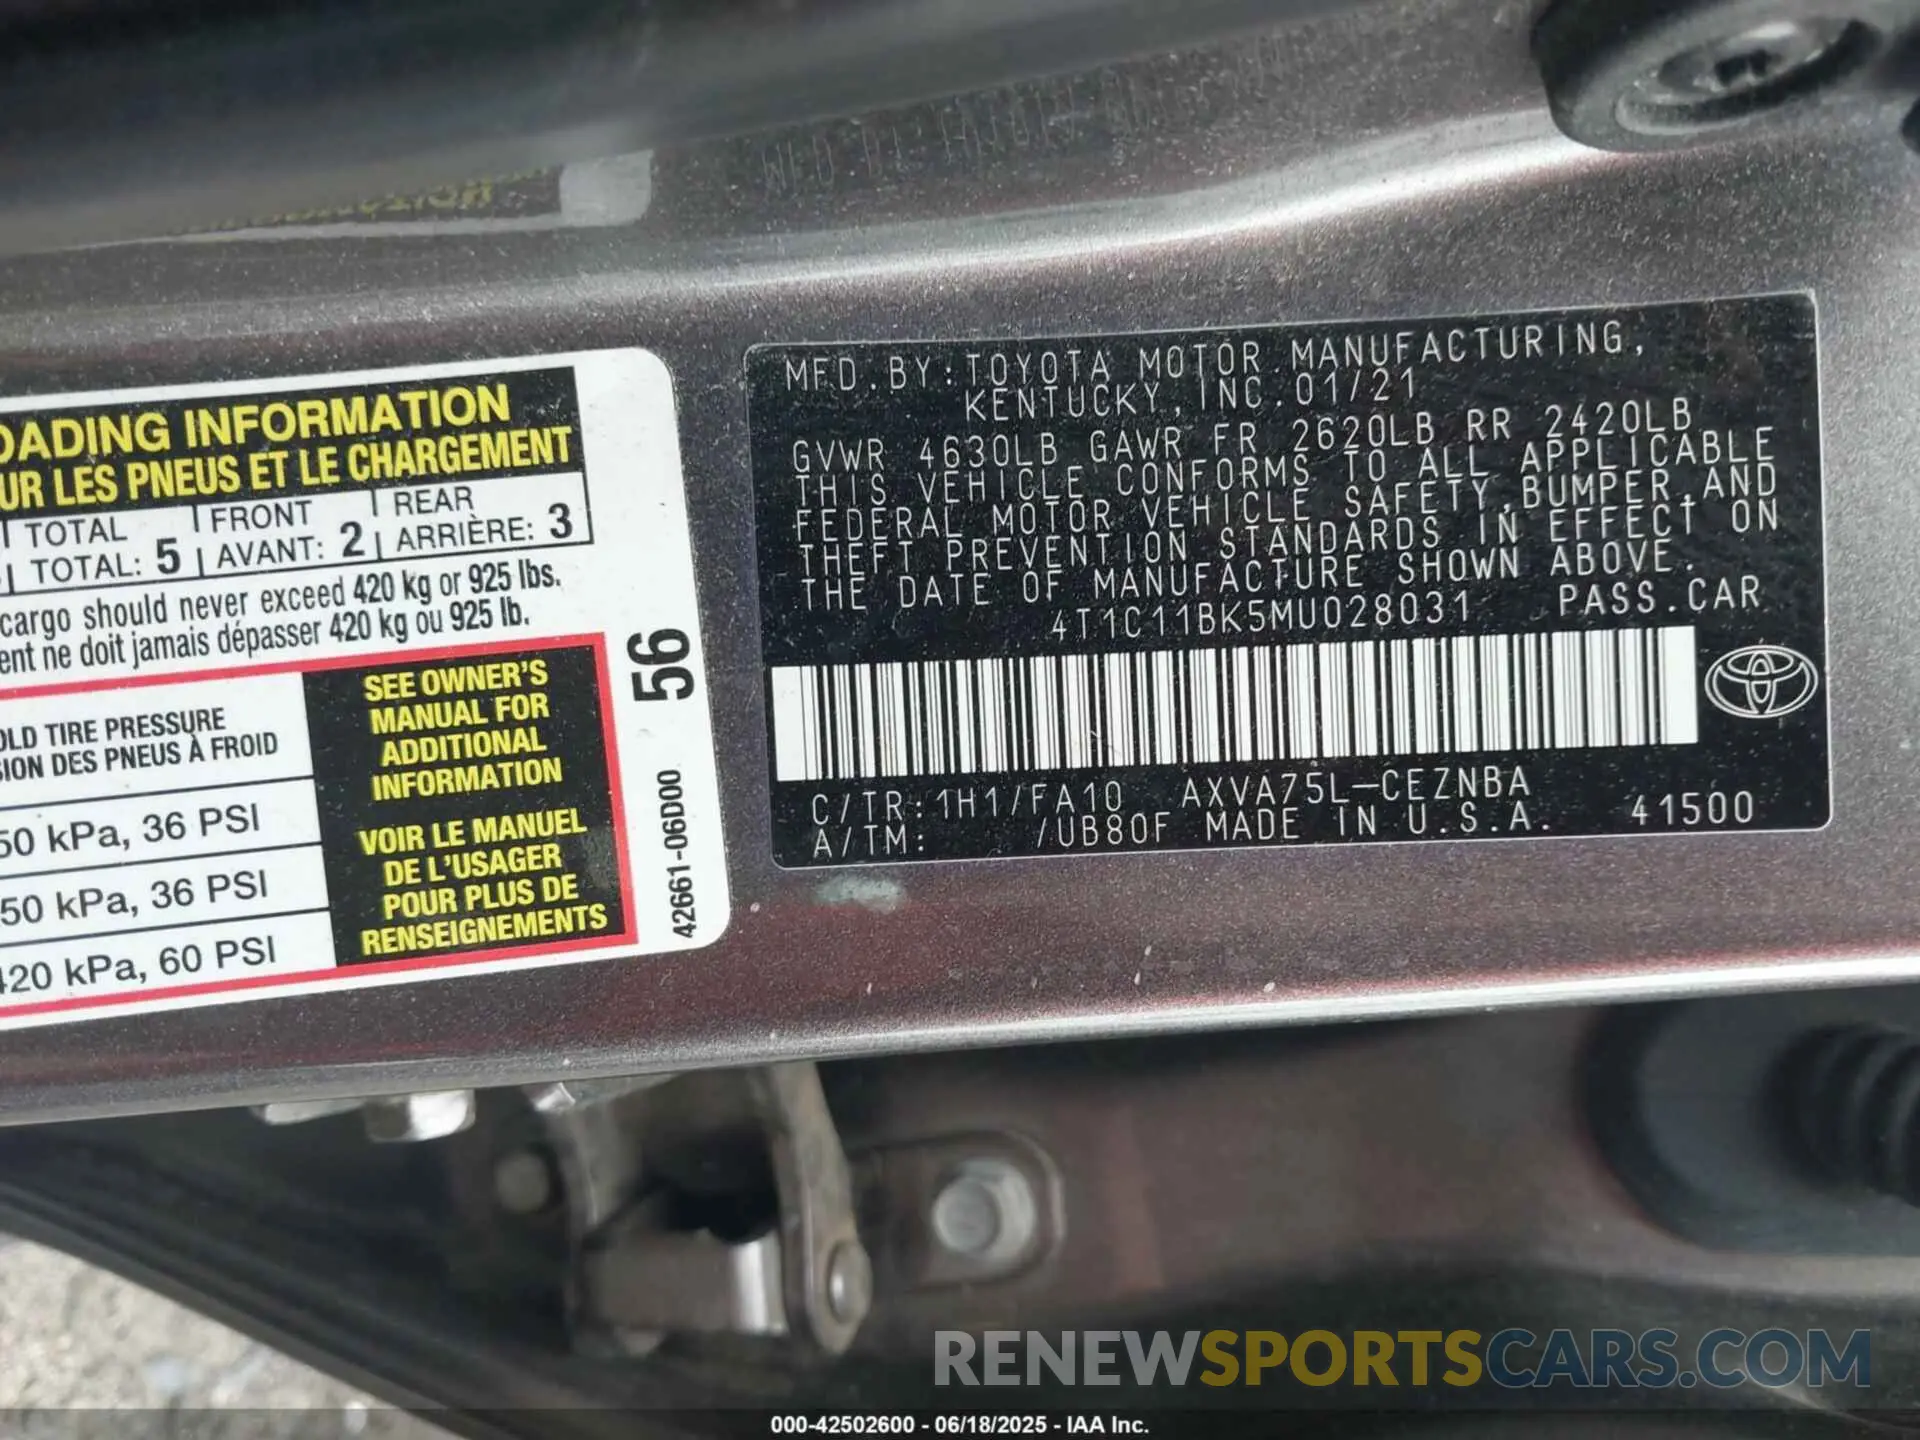 OADING INFORMATION
UR LES PNEUS ET LE CHARGEMENT
TOTAL FRONT REAR
TOTAL: 5 AVANT: 2 ARRIÈRE: 3
cargo should never exceed 420 kg or 925 lbs.
ent ne doit jamais dépasser 420 kg ou 925 lb.
OLD TIRE PRESSURE
SION DES PNEUS À FROID
50 kPa, 36 PSI
50 kPa, 36 PSI
420 kPa, 60 PSI
SEE OWNER'S
MANUAL FOR
ADDITIONAL
INFORMATION
VOIR LE MANUEL
DE L'USAGER
POUR PLUS DE
RENSEIGNEMENTS
56
42661-06D00
MFD.BY:TOYOTA MOTOR MANUFACTURING,
KENTUCKY,INC.01/21
GVWR 4630LB GAWR FR 2620LB RR 2420LB
THIS VEHICLE CONFORMS TO ALL APPLICABLE
FEDERAL MOTOR VEHICLE SAFETY,BUMPER,AND
THEFT PREVENTION STANDARDS IN EFFECT ON
THE DATE OF MANUFACTURE SHOWN ABOVE.
4T1C11BK5MU028031 PASS.CAR
C/TR:1H1/FA10 AXVA75L-CEZNBA
A/TM: /UB80F MADE IN U.S.A. 41500
RENEWSPORTSCARS.COM
000-42502600 - 06/18/2025 - IAA Inc.